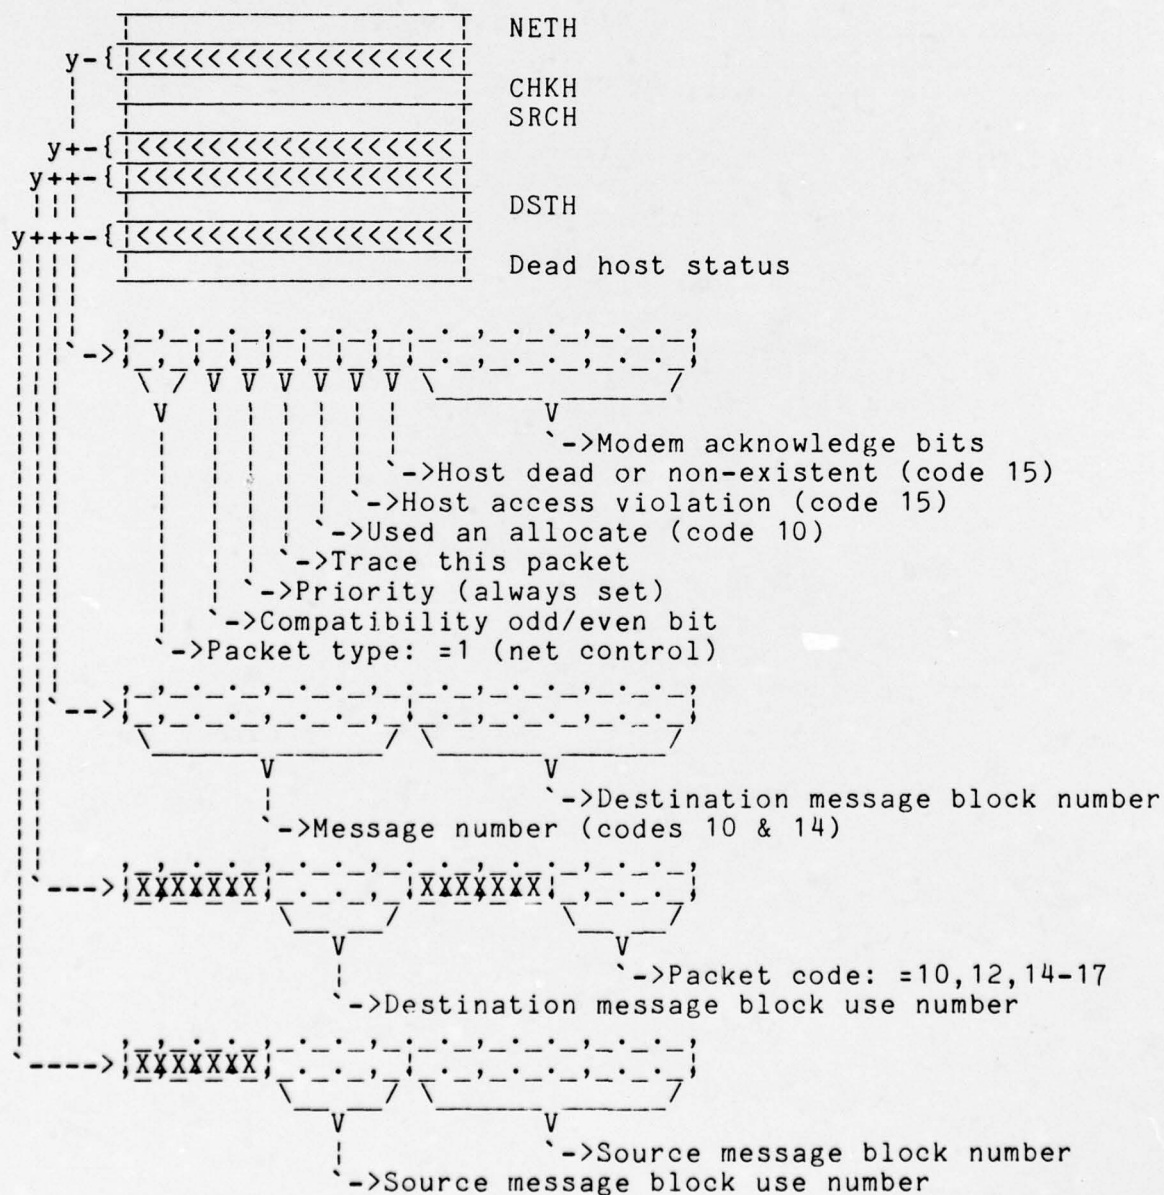 NETH
y-{¦<<<<<<<<<<<<<<<<<<¦
CHKH
SRCH
y+-{¦<<<<<<<<<<<<<<<<<<¦
y++-{¦<<<<<<<<<<<<<<<<<<¦
DSTH
y+++-{¦<<<<<<<<<<<<<<<<<<¦
Dead host status
\ / V V V V V V \ /
V V
`->Modem acknowledge bits
`->Host dead or non-existent (code 15)
`->Host access violation (code 15)
`->Used an allocate (code 10)
`->Trace this packet
`->Priority (always set)
`->Compatibility odd/even bit
`->Packet type: =1 (net control)
V V
`->Destination message block number
`->Message number (codes 10 & 14)
XXXXXXX XXXXXXX
V V
`->Packet code: =10,12,14-17
`->Destination message block use number
XXXXXXX
V V
`->Source message block number
`->Source message block use number